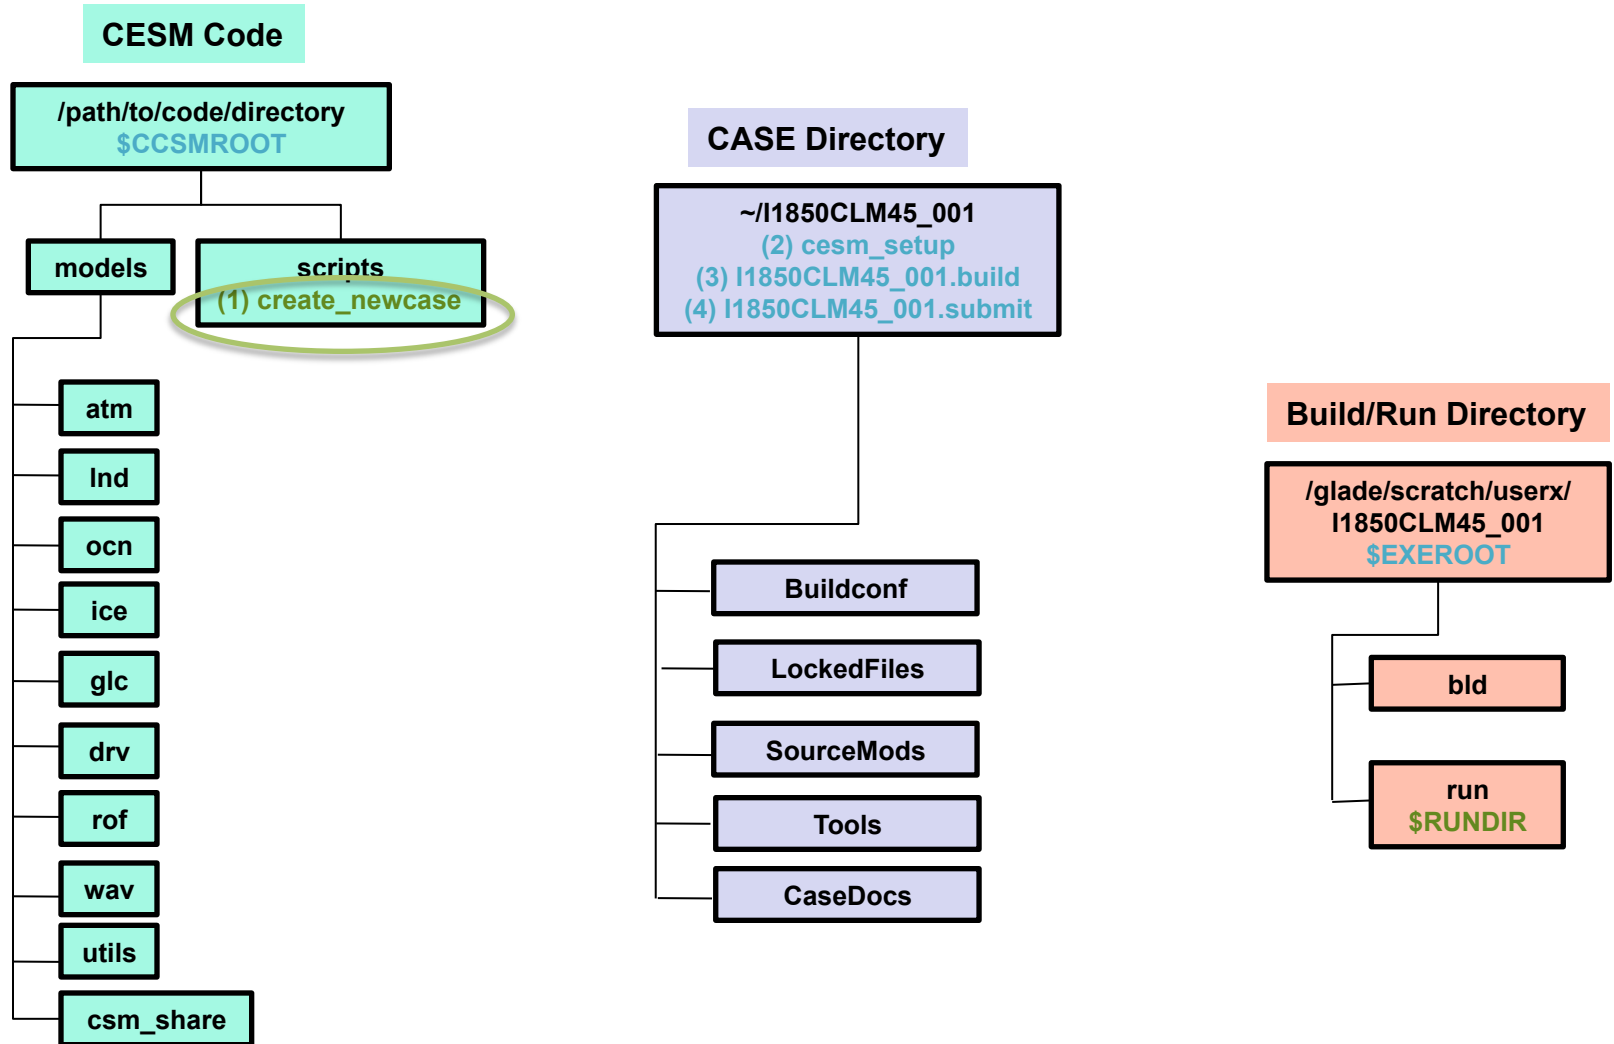 CESM Code
/path/to/code/directory
$CCSMROOT
models
scripts
(1) create_newcase
atm
lnd
ocn
ice
glc
drv
rof
wav
utils
csm_share
CASE Directory
~/I1850CLM45_001
(2) cesm_setup
(3) I1850CLM45_001.build
(4) I1850CLM45_001.submit
Buildconf
LockedFiles
SourceMods
Tools
CaseDocs
Build/Run Directory
/glade/scratch/userx/
I1850CLM45_001
$EXEROOT
bld
run
$RUNDIR